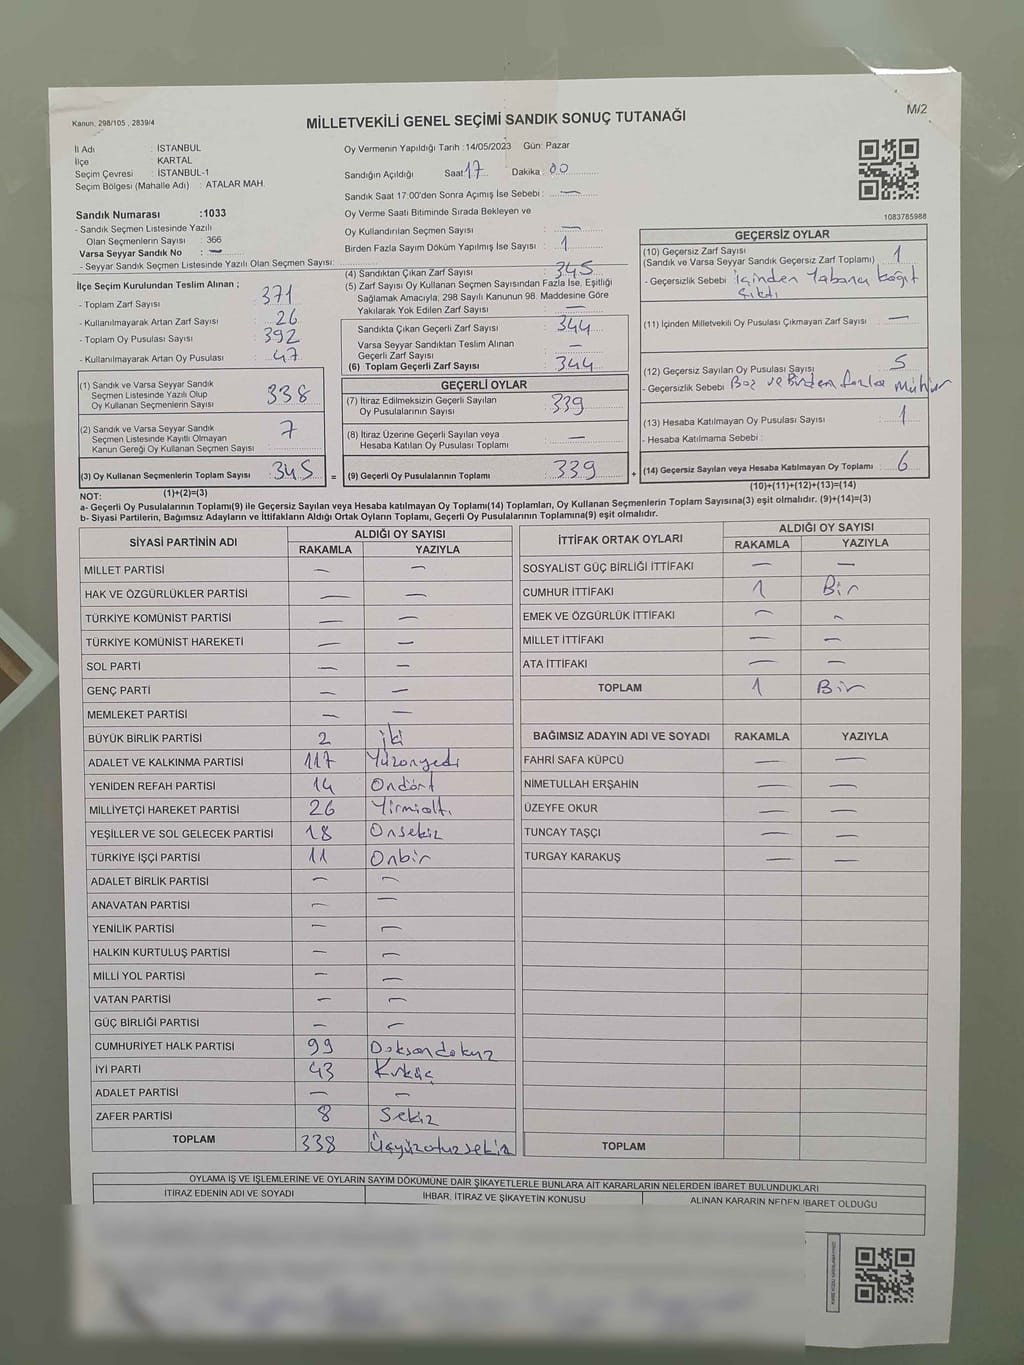 Kanun, 298/105 , 2839/4
M/2
MİLLETVEKİLİ GENEL SEÇİMİ SANDIK SONUÇ TUTANAĞI
İl Adı : İSTANBUL
İlçe : KARTAL
Seçim Çevresi : İSTANBUL-1
Seçim Bölgesi (Mahalle Adı) : ATALAR MAH.
Sandık Numarası :1033
- Sandık Seçmen Listesinde Yazılı
Olan Seçmenlerin Sayısı : 366
Varsa Seyyar Sandık No : —
- Seyyar Sandık Seçmen Listesinde Yazılı Olan Seçmen Sayısı:
Oy Vermenin Yapıldığı Tarih :14/05/2023 Gün: Pazar
Sandığın Açıldığı Saat 17 Dakika : 00
Sandık Saat 17:00'den Sonra Açılmış İse Sebebi : —
Oy Verme Saati Bitiminde Sırada Bekleyen ve
Oy Kullandırılan Seçmen Sayısı : —
Birden Fazla Sayım Döküm Yapılmış İse Sayısı : 1
1083785988
İlçe Seçim Kurulundan Teslim Alınan ;
- Toplam Zarf Sayısı : 371
- Kullanılmayarak Artan Zarf Sayısı : 26
- Toplam Oy Pusulası Sayısı : 392
- Kullanılmayarak Artan Oy Pusulası : 47
(1) Sandık ve Varsa Seyyar Sandık
Seçmen Listesinde Yazılı Olup
Oy Kullanan Seçmenlerin Sayısı : 338
(2) Sandık ve Varsa Seyyar Sandık
Seçmen Listesinde Kayıtlı Olmayan
Kanun Gereği Oy Kullanan Seçmen Sayısı : 7
(3) Oy Kullanan Seçmenlerin Toplam Sayısı : 345
(4) Sandıktan Çıkan Zarf Sayısı : 345
(5) Zarf Sayısı Oy Kullanan Seçmen Sayısından Fazla İse, Eşitliği
Sağlamak Amacıyla, 298 Sayılı Kanunun 98. Maddesine Göre
Yakılarak Yok Edilen Zarf Sayısı :
Sandıkta Çıkan Geçerli Zarf Sayısı : 344
Varsa Seyyar Sandıktan Teslim Alınan
Geçerli Zarf Sayısı : —
(6) Toplam Geçerli Zarf Sayısı : 344
GEÇERLİ OYLAR
(7) İtiraz Edilmeksizin Geçerli Sayılan
Oy Pusulalarının Sayısı : 339
(8) İtiraz Üzerine Geçerli Sayılan veya
Hesaba Katılan Oy Pusulası Toplamı : —
= (9) Geçerli Oy Pusulalarının Toplamı : 339
GEÇERSİZ OYLAR
(10) Geçersiz Zarf Sayısı
(Sandık ve Varsa Seyyar Sandık Geçersiz Zarf Toplamı) : 1
- Geçersizlik Sebebi : içinden Yabancı kağıt
Çıktı
(11) İçinden Milletvekili Oy Pusulası Çıkmayan Zarf Sayısı : —
(12) Geçersiz Sayılan Oy Pusulası Sayısı : 5
- Geçersizlik Sebebi : Boş ve Birden fazla Mühür
(13) Hesaba Katılmayan Oy Pusulası Sayısı : 1
- Hesaba Katılmama Sebebi :
+ (14) Geçersiz Sayılan veya Hesaba Katılmayan Oy Toplamı : 6
(1)+(2)=(3)
(10)+(11)+(12)+(13)=(14)
NOT:
a- Geçerli Oy Pusulalarının Toplamı(9) ile Geçersiz Sayılan veya Hesaba katılmayan Oy Toplamı(14) Toplamları, Oy Kullanan Seçmenlerin Toplam Sayısına(3) eşit olmalıdır. (9)+(14)=(3)
b- Siyasi Partilerin, Bağımsız Adayların ve İttifakların Aldığı Ortak Oyların Toplamı, Geçerli Oy Pusulalarının Toplamına(9) eşit olmalıdır.
SİYASİ PARTİNİN ADI ALDIĞI OY SAYISI
RAKAMLA YAZIYLA
MİLLET PARTİSİ — —
HAK VE ÖZGÜRLÜKLER PARTİSİ — —
TÜRKİYE KOMÜNİST PARTİSİ — —
TÜRKİYE KOMÜNİST HAREKETİ — —
SOL PARTİ — —
GENÇ PARTİ — —
MEMLEKET PARTİSİ — —
BÜYÜK BİRLİK PARTİSİ 2 iki
ADALET VE KALKINMA PARTİSİ 117 Yüzonyedi
YENİDEN REFAH PARTİSİ 14 Ondört
MİLLİYETÇİ HAREKET PARTİSİ 26 Yirmialtı
YEŞİLLER VE SOL GELECEK PARTİSİ 18 Onsekiz
TÜRKİYE İŞÇİ PARTİSİ 11 Onbir
ADALET BİRLİK PARTİSİ — —
ANAVATAN PARTİSİ — —
YENİLİK PARTİSİ — —
HALKIN KURTULUŞ PARTİSİ — —
MİLLİ YOL PARTİSİ — —
VATAN PARTİSİ — —
GÜÇ BİRLİĞİ PARTİSİ — —
CUMHURİYET HALK PARTİSİ 99 Doksandokuz
İYİ PARTİ 43 Kırküç
ADALET PARTİSİ — —
ZAFER PARTİSİ 8 Sekiz
TOPLAM 338 Üçyüzotuzsekiz
İTTİFAK ORTAK OYLARI ALDIĞI OY SAYISI
RAKAMLA YAZIYLA
SOSYALİST GÜÇ BİRLİĞİ İTTİFAKI — —
CUMHUR İTTİFAKI 1 Bir
EMEK VE ÖZGÜRLÜK İTTİFAKI — —
MİLLET İTTİFAKI — —
ATA İTTİFAKI — —
TOPLAM 1 Bir
BAĞIMSIZ ADAYIN ADI VE SOYADI RAKAMLA YAZIYLA
FAHRİ SAFA KÜPCÜ — —
NİMETULLAH ERŞAHİN — —
ÜZEYFE OKUR — —
TUNCAY TAŞÇI — —
TURGAY KARAKUŞ — —
TOPLAM
OYLAMA İŞ VE İŞLEMLERİNE VE OYLARIN SAYIM DÖKÜMÜNE DAİR ŞİKAYETLERLE BUNLARA AİT KARARLARIN NELERDEN İBARET BULUNDUKLARI
İTİRAZ EDENİN ADI VE SOYADI İHBAR, İTİRAZ VE ŞİKAYETİN KONUSU ALINAN KARARIN NEDEN İBARET OLDUĞU